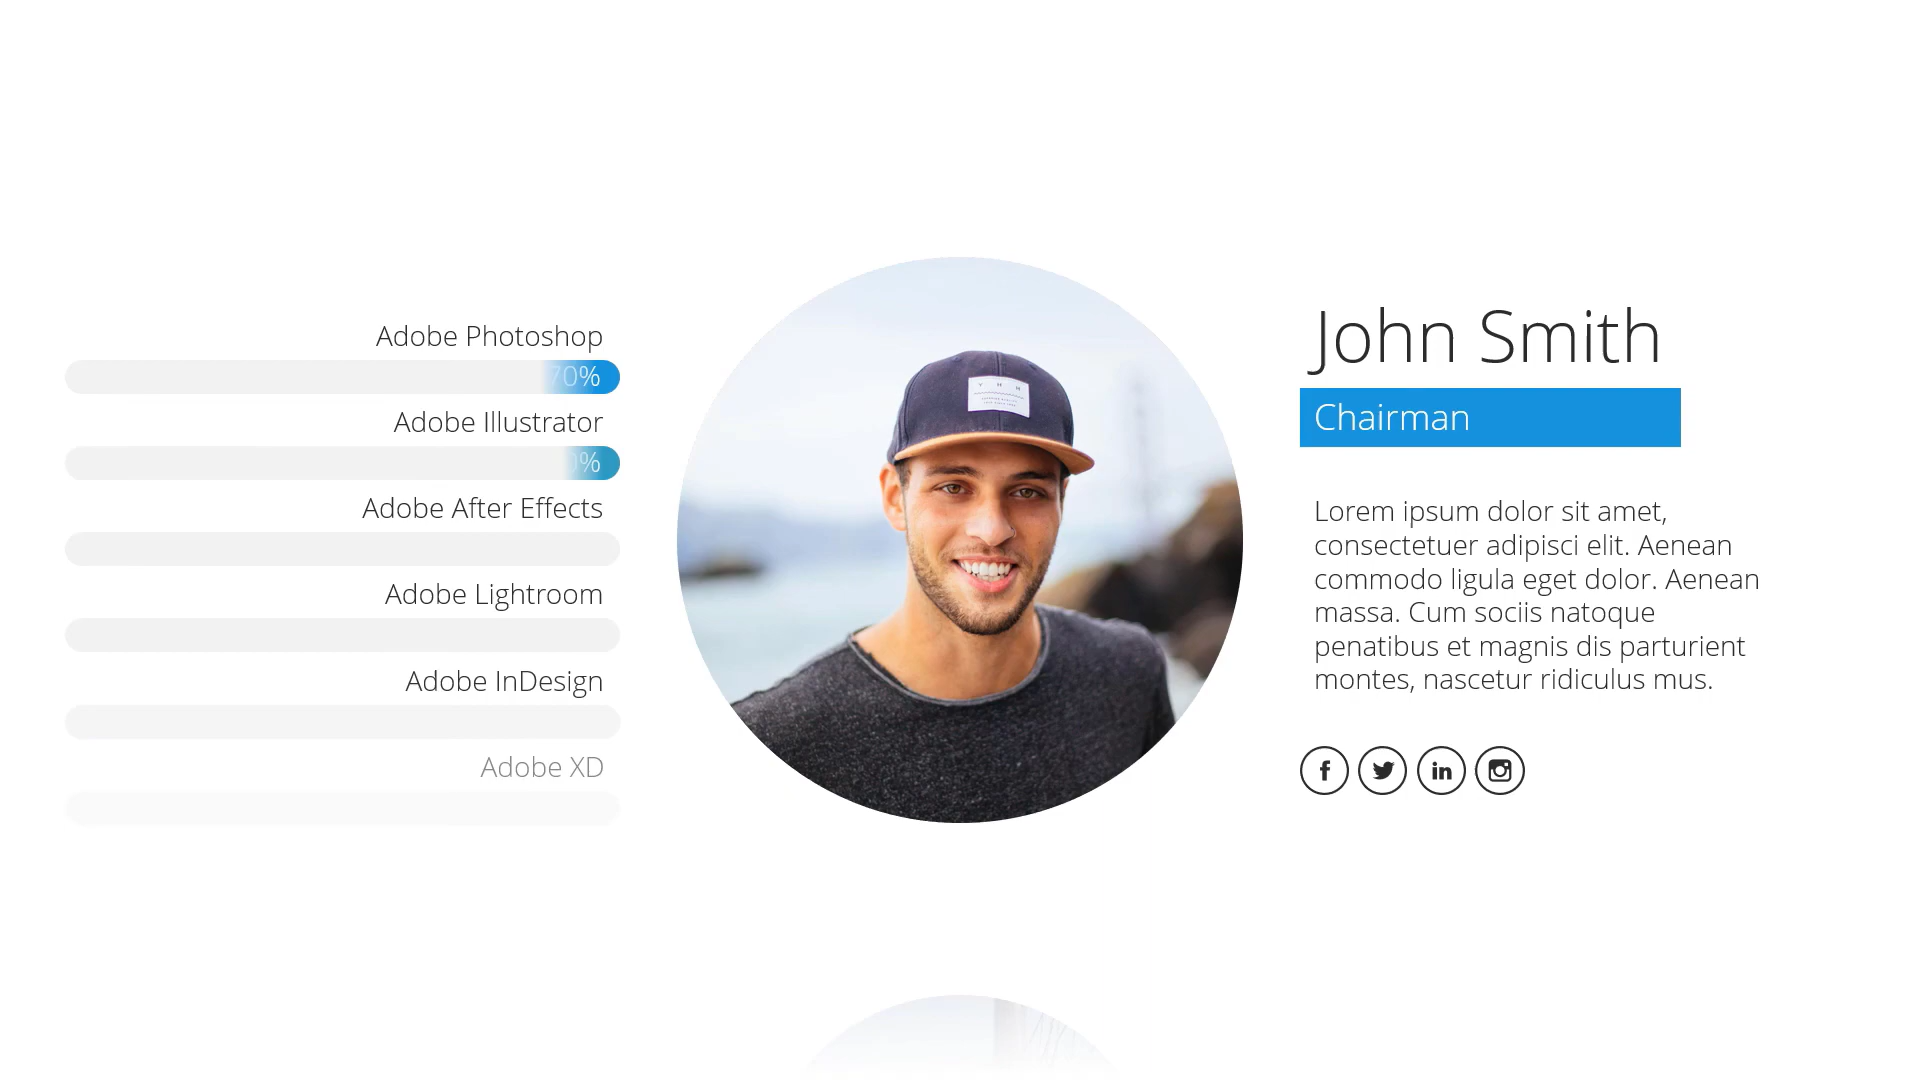 Adobe Photoshop
70%
Adobe Illustrator
Adobe After Effects
Adobe Lightroom
Adobe InDesign
Adobe XD
Y H H
John Smith
Chairman
Lorem ipsum dolor sit amet,
consectetuer adipisci elit. Aenean
commodo ligula eget dolor. Aenean
massa. Cum sociis natoque
penatibus et magnis dis parturient
montes, nascetur ridiculus mus.